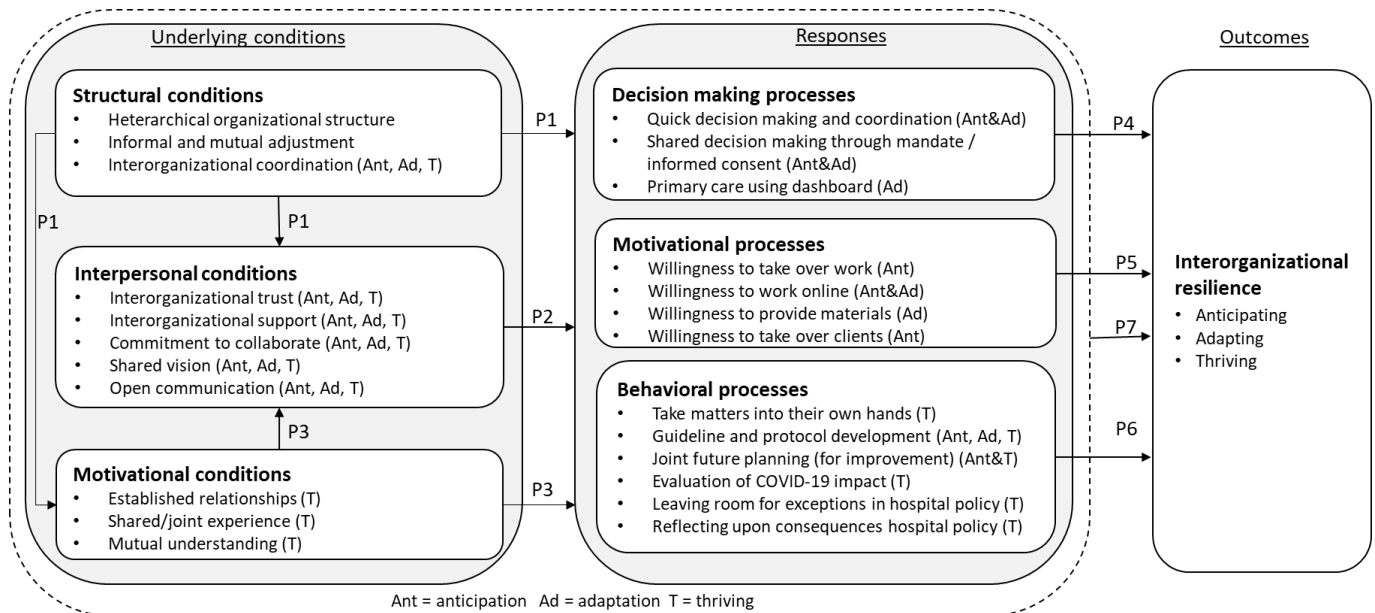 Underlying conditions
Structural conditions
• Heterarchical organizational structure
• Informal and mutual adjustment
• Interorganizational coordination (Ant, Ad, T)
P1
P1
P1
Interpersonal conditions
• Interorganizational trust (Ant, Ad, T)
• Interorganizational support (Ant, Ad, T)
• Commitment to collaborate (Ant, Ad, T)
• Shared vision (Ant, Ad, T)
• Open communication (Ant, Ad, T)
P2
P3
Motivational conditions
• Established relationships (T)
• Shared/joint experience (T)
• Mutual understanding (T)
P3
Responses
Decision making processes
• Quick decision making and coordination (Ant&Ad)
• Shared decision making through mandate /
informed consent (Ant&Ad)
• Primary care using dashboard (Ad)
P4
Motivational processes
• Willingness to take over work (Ant)
• Willingness to work online (Ant&Ad)
• Willingness to provide materials (Ad)
• Willingness to take over clients (Ant)
P5
P7
Behavioral processes
• Take matters into their own hands (T)
• Guideline and protocol development (Ant, Ad, T)
• Joint future planning (for improvement) (Ant&T)
• Evaluation of COVID-19 impact (T)
• Leaving room for exceptions in hospital policy (T)
• Reflecting upon consequences hospital policy (T)
P6
Outcomes
Interorganizational
resilience
• Anticipating
• Adapting
• Thriving
Ant = anticipation Ad = adaptation T = thriving